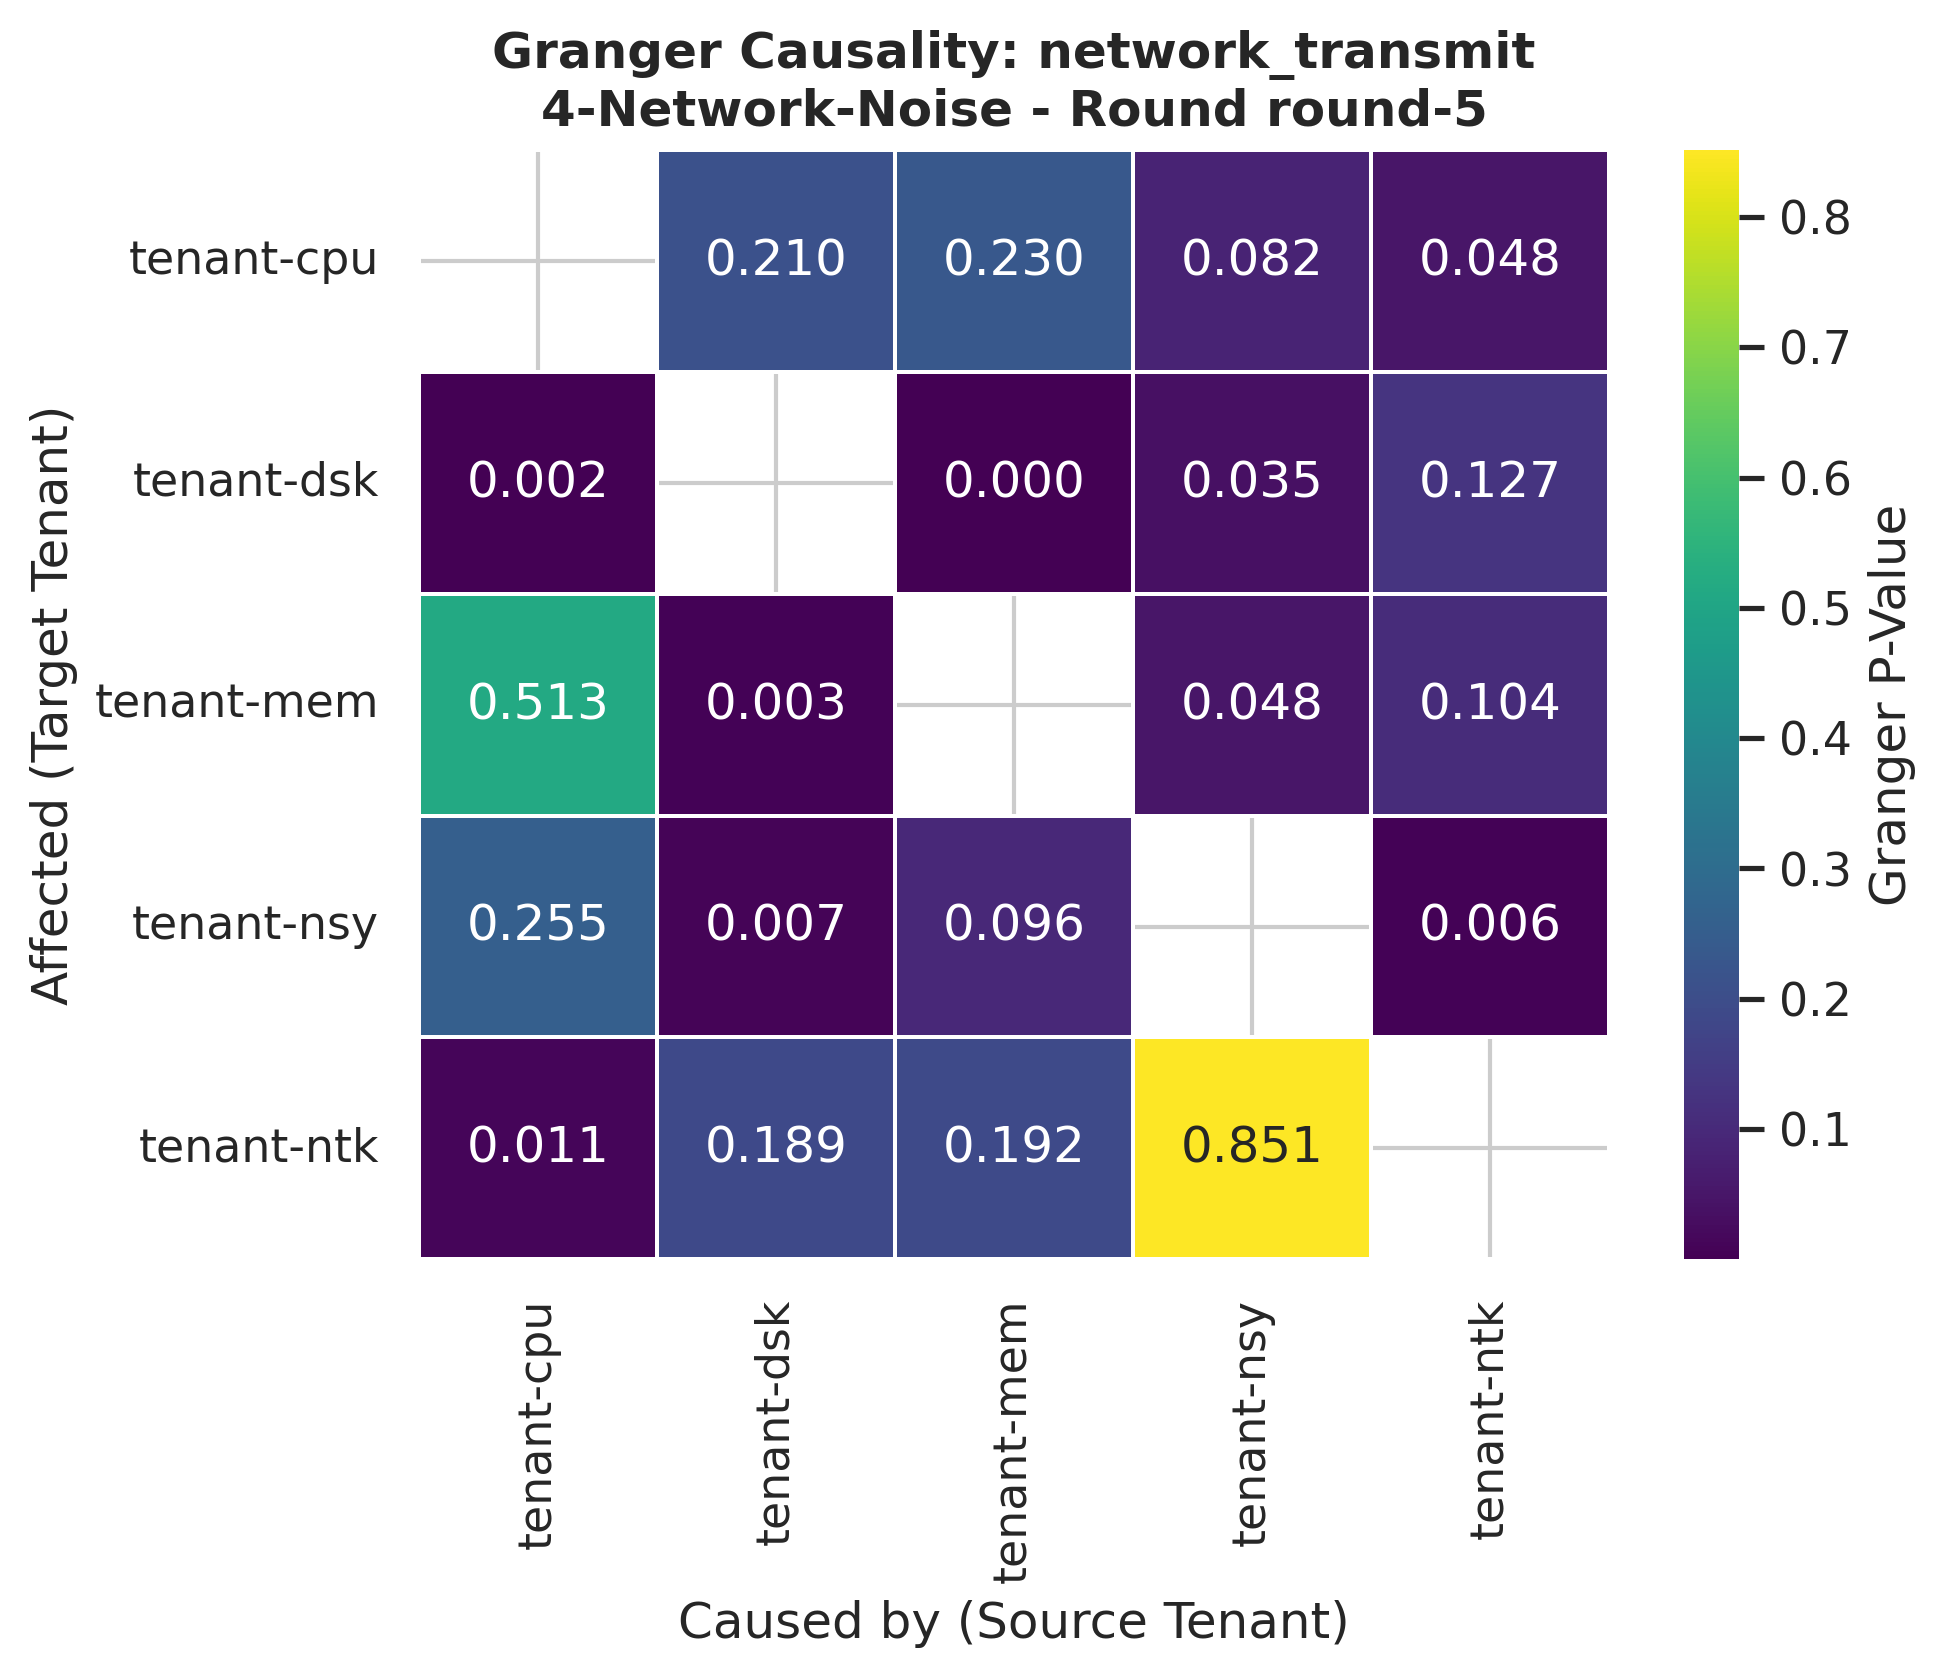 Granger Causality: network_transmit
4-Network-Noise - Round round-5
Affected (Target Tenant)
tenant-cpu 0.210 0.230 0.082 0.048
tenant-dsk 0.002 0.000 0.035 0.127
tenant-mem 0.513 0.003 0.048 0.104
tenant-nsy 0.255 0.007 0.096 0.006
tenant-ntk 0.011 0.189 0.192 0.851
tenant-cpu
tenant-dsk
tenant-mem
tenant-nsy
tenant-ntk
Caused by (Source Tenant)
0.8
0.7
0.6
0.5
0.4
0.3
0.2
0.1
Granger P-Value